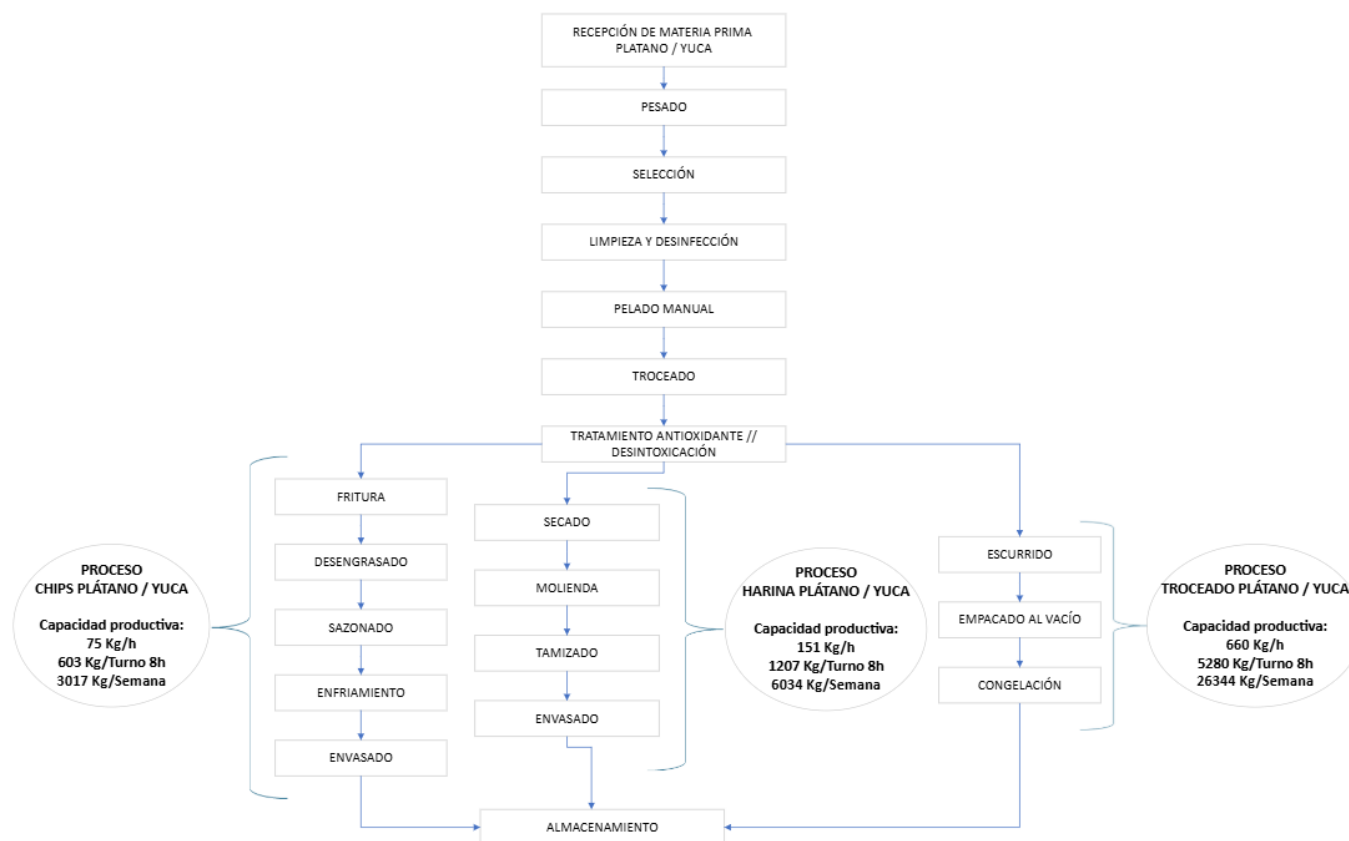 RECEPCIÓN DE MATERIA PRIMA
PLATANO / YUCA
PESADO
SELECCIÓN
LIMPIEZA Y DESINFECCIÓN
PELADO MANUAL
TROCEADO
TRATAMIENTO ANTIOXIDANTE //
DESINTOXICACIÓN
PROCESO
CHIPS PLÁTANO / YUCA
Capacidad productiva:
75 Kg/h
603 Kg/Turno 8h
3017 Kg/Semana
FRITURA
DESENGRASADO
SAZONADO
ENFRIAMIENTO
ENVASADO
SECADO
MOLIENDA
TAMIZADO
ENVASADO
PROCESO
HARINA PLÁTANO / YUCA
Capacidad productiva:
151 Kg/h
1207 Kg/Turno 8h
6034 Kg/Semana
ESCURRIDO
EMPACADO AL VACÍO
CONGELACIÓN
PROCESO
TROCEADO PLÁTANO / YUCA
Capacidad productiva:
660 Kg/h
5280 Kg/Turno 8h
26344 Kg/Semana
ALMACENAMIENTO